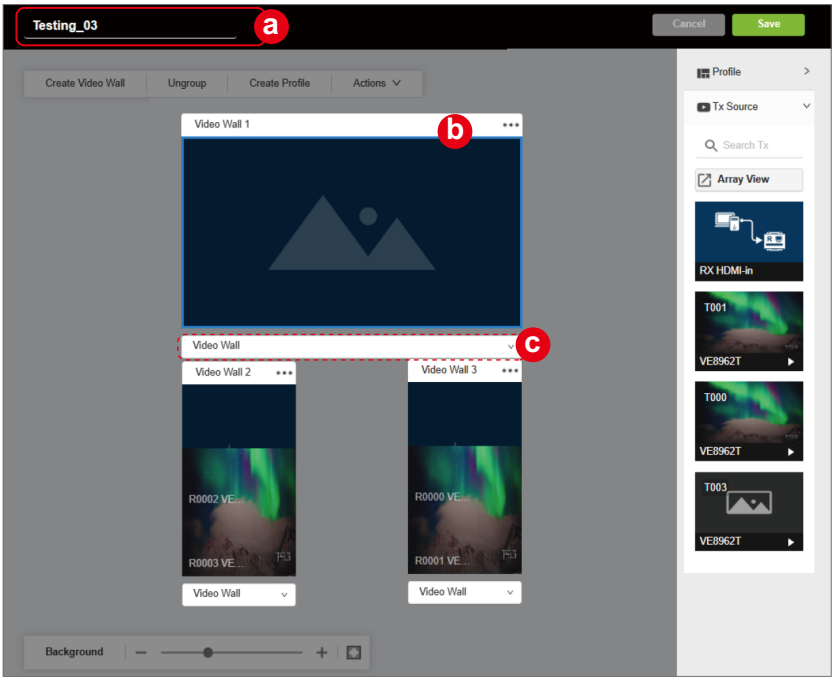 Testing_03
a
Cancel
Save
Create Video Wall
Ungroup
Create Profile
Actions
Profile
Tx Source
Search Tx
Array View
RX HDMI-in
T001
VE8962T
T000
VE8962T
T003
VE8962T
Video Wall 1
b
Video Wall
c
Video Wall 2
R0002 VE...
R0003 VE...
Video Wall
Video Wall 3
R0000 VE...
R0001 VE...
Video Wall
Background